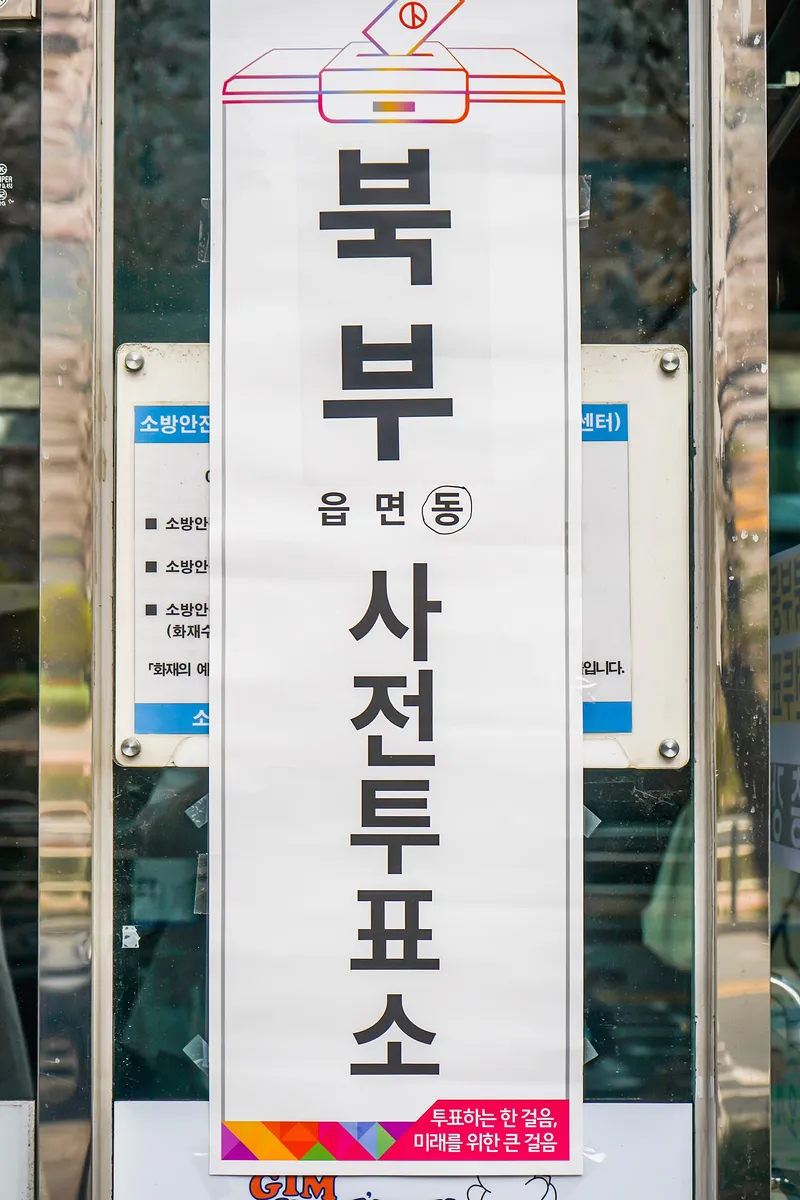 북
부
읍 면 동
사
전
투
표
소
투표하는 한 걸음,
미래를 위한 큰 걸음
소방안전
센터)
■ 소방안
■ 소방안
■ 소방안
(화재수
「화재의 예
입니다.
소
GIM